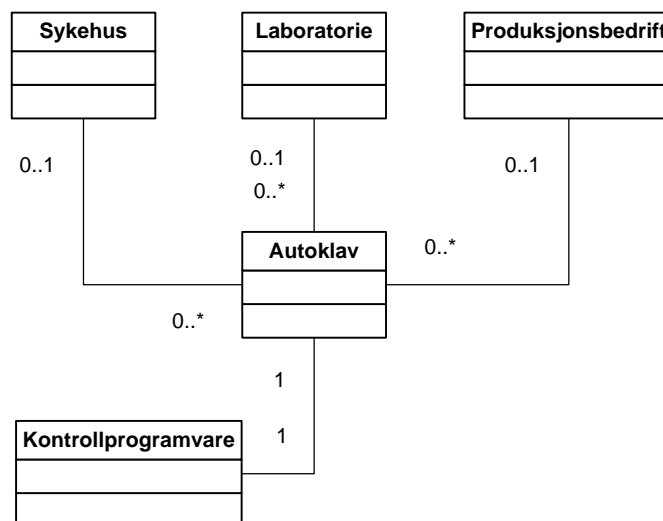 Sykehus
Laboratorie
Produksjonsbedrift
0..1
0..1
0..1
0..*
Autoklav
0..*
0..*
1
1
Kontrollprogramvare